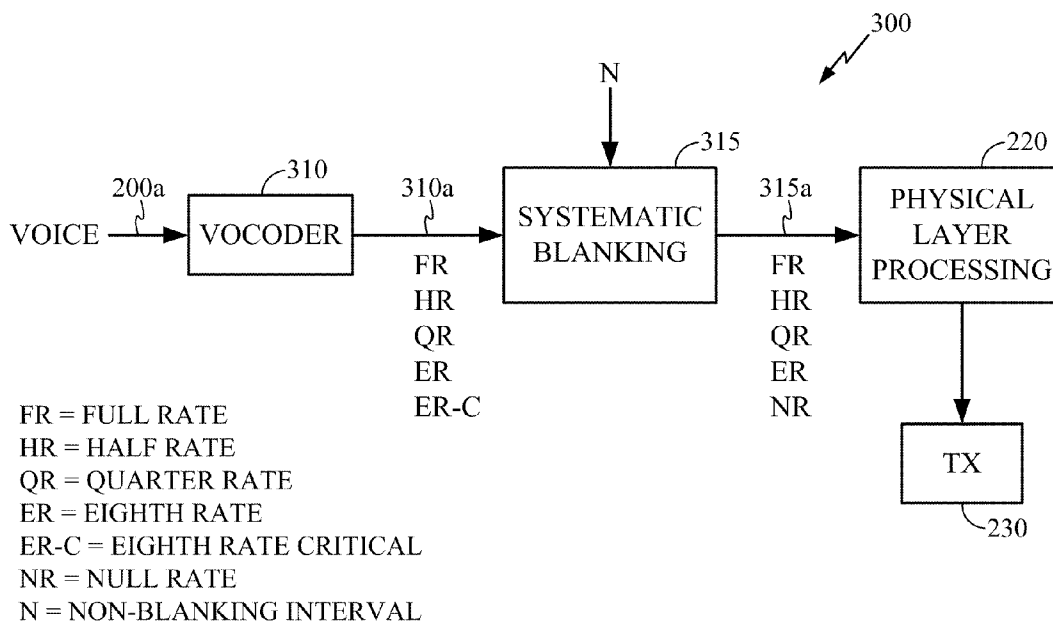 300
N
315
220
310
200a
310a
315a
VOICE
VOCODER
SYSTEMATIC
BLANKING
PHYSICAL
LAYER
PROCESSING
FR
HR
QR
ER
ER-C
FR
HR
QR
ER
NR
TX
230
FR = FULL RATE
HR = HALF RATE
QR = QUARTER RATE
ER = EIGHTH RATE
ER-C = EIGHTH RATE CRITICAL
NR = NULL RATE
N = NON-BLANKING INTERVAL